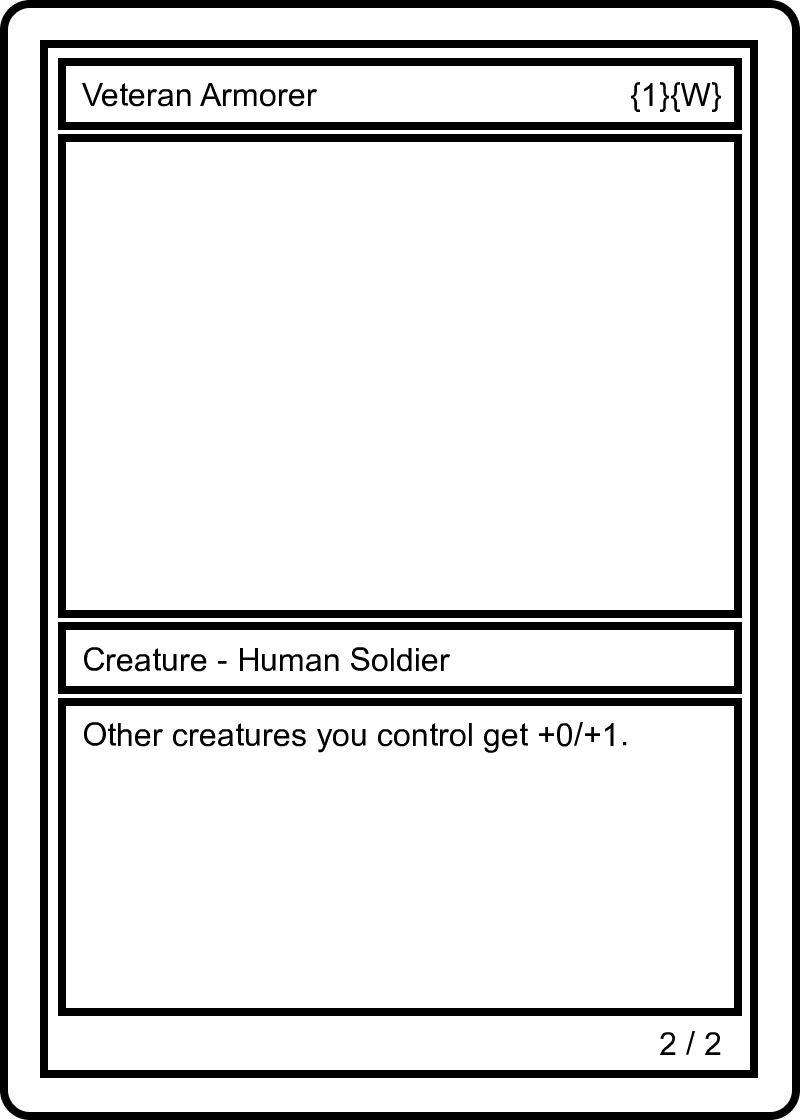 Veteran Armorer {1}{W}
Creature - Human Soldier
Other creatures you control get +0/+1.
2 / 2